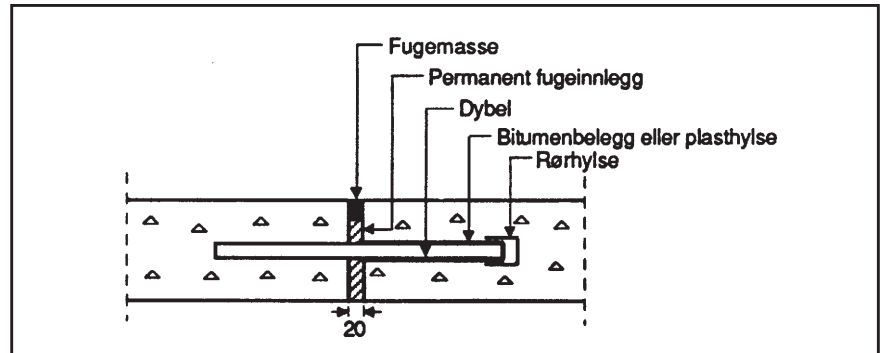 Fugemasse
Permanent fugeinnlegg
Dybel
Bitumenbelegg eller plasthylse
Rørhylse
20